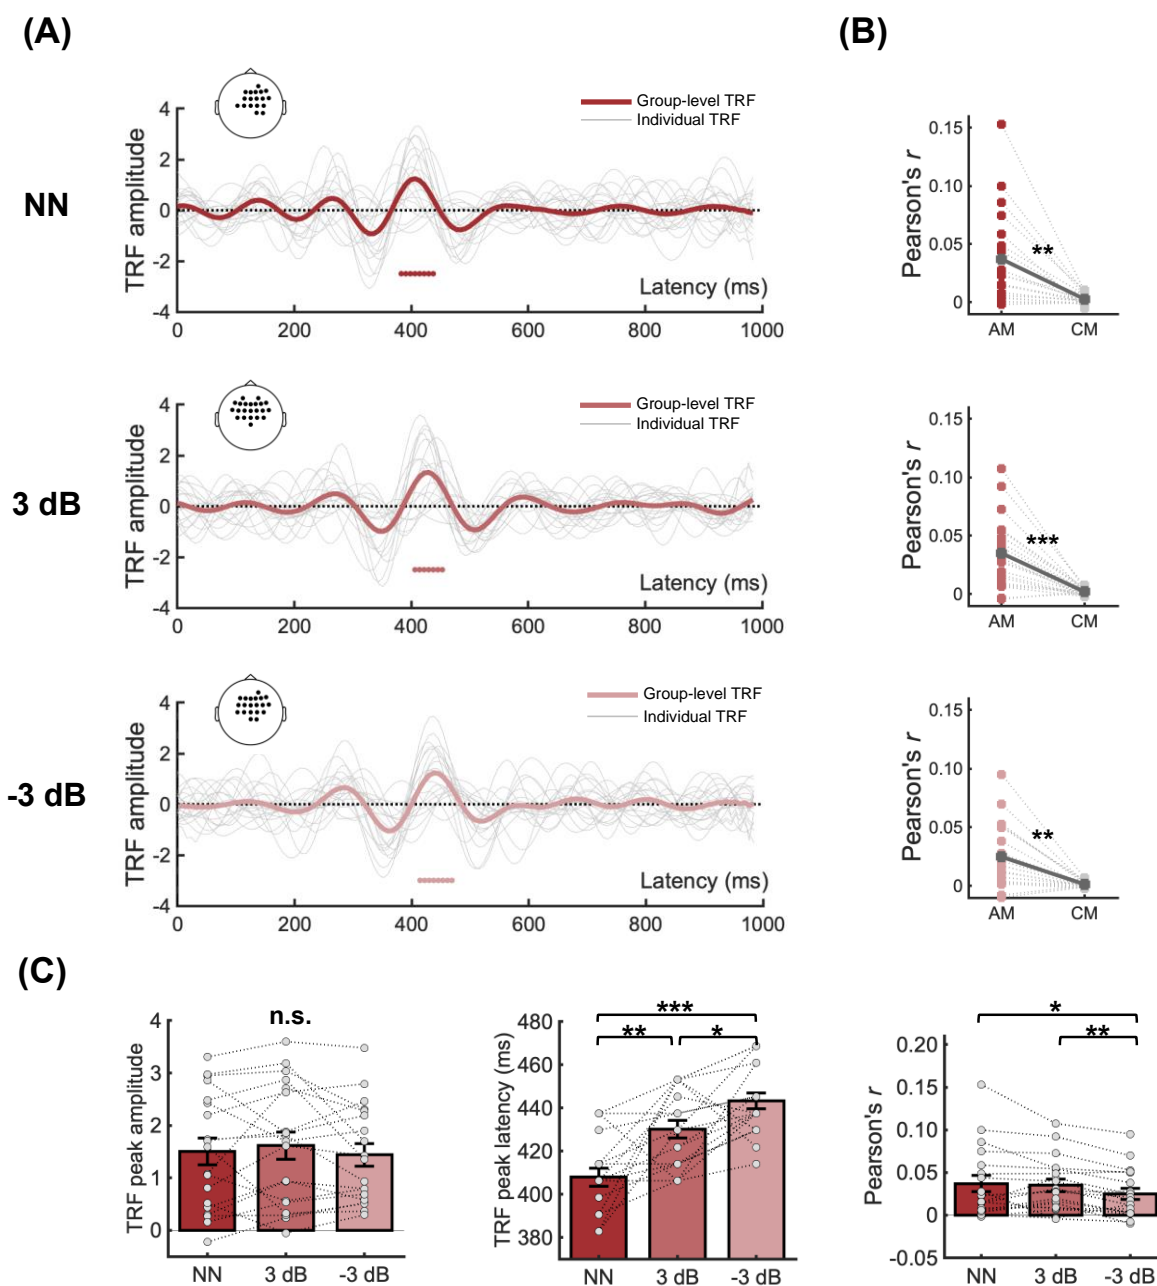 (A)
(B)
NN
TRF amplitude
4
2
0
-2
-4
Group-level TRF
Individual TRF
Latency (ms)
0 200 400 600 800 1000
Pearson's r
0.15
0.10
0.05
0
**
AM CM
3 dB
TRF amplitude
4
2
0
-2
-4
Group-level TRF
Individual TRF
Latency (ms)
0 200 400 600 800 1000
Pearson's r
0.15
0.10
0.05
0
***
AM CM
-3 dB
TRF amplitude
4
2
0
-2
-4
Group-level TRF
Individual TRF
Latency (ms)
0 200 400 600 800 1000
Pearson's r
0.15
0.10
0.05
0
**
AM CM
(C)
TRF peak amplitude
4
3
2
1
0
n.s.
NN 3 dB -3 dB
TRF peak latency (ms)
480
460
440
420
400
380
***
** *
NN 3 dB -3 dB
Pearson's r
0.20
0.15
0.10
0.05
0
-0.05
*
**
NN 3 dB -3 dB